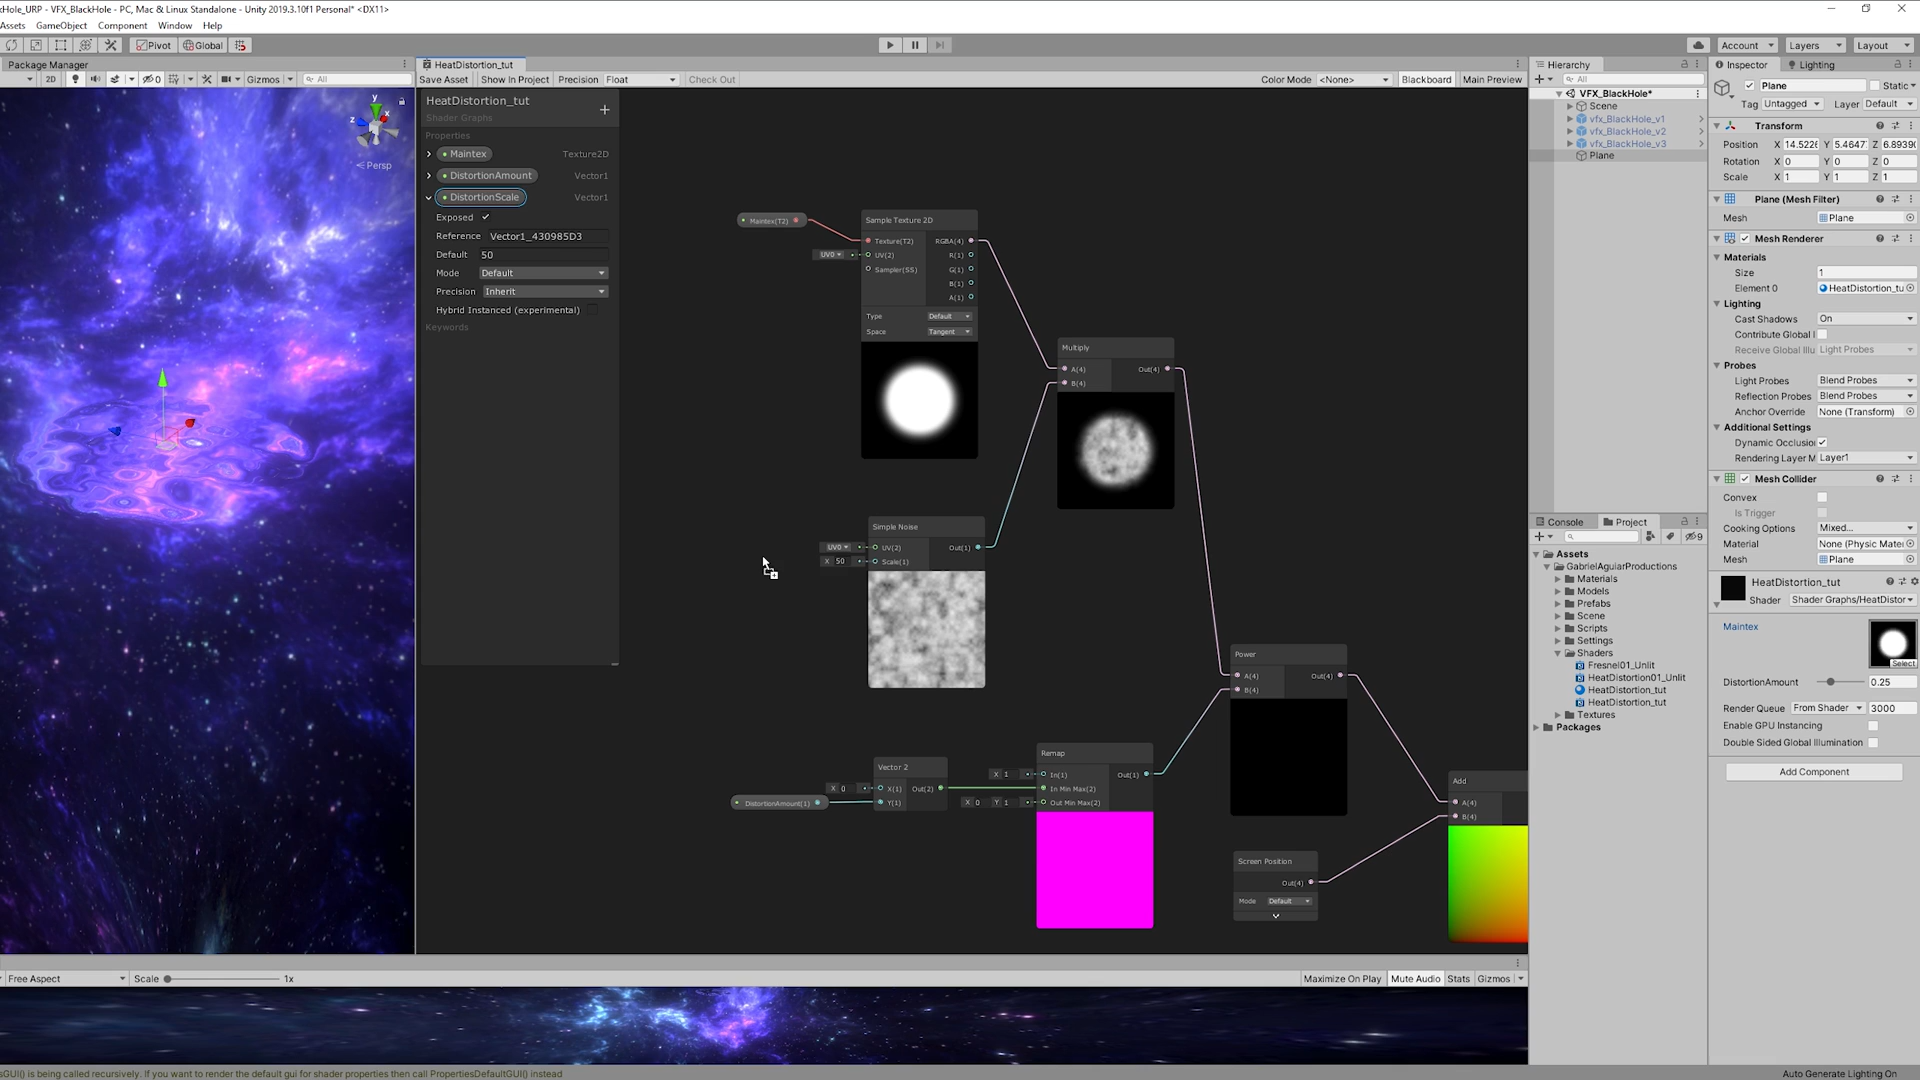 kHole_URP - VFX_BlackHole - PC, Mac & Linux Standalone - Unity 2019.3.10f1 Personal* <DX11>
Assets GameObject Component Window Help
Pivot Global Account Layers Layout
Package Manager
2D 0 Gizmos All
y
x
z
Persp
HeatDistortion_tut
Save Asset Show In Project Precision Float Check Out Color Mode <None> Blackboard Main Preview
HeatDistortion_tut
Shader Graphs
Properties
Maintex Texture2D
DistortionAmount Vector1
DistortionScale Vector1
Exposed
Reference Vector1_430985D3
Default 50
Mode Default
Precision Inherit
Hybrid Instanced (experimental)
Keywords
Maintex(T2)
Sample Texture 2D
Texture(T2) RGBA(4)
UV0 UV(2) R(1)
Sampler(SS) G(1)
B(1)
A(1)
Type Default
Space Tangent
Multiply
A(4) Out(4)
B(4)
Simple Noise
UV0 UV(2) Out(1)
X 50 Scale(1)
Power
A(4) Out(4)
B(4)
Vector 2
X 0 X(1) Out(2)
DistortionAmount(1) Y(1)
Remap
X 1 In(1) Out(1)
In Min Max(2)
X 0 Y 1 Out Min Max(2)
Screen Position
Out(4)
Mode Default
Add
A(4)
B(4)
Free Aspect Scale 1x Maximize On Play Mute Audio Stats Gizmos
Hierarchy
All
VFX_BlackHole*
Scene
vfx_BlackHole_v1
vfx_BlackHole_v2
vfx_BlackHole_v3
Plane
Console Project
9
Assets
GabrielAguiarProductions
Materials
Models
Prefabs
Scene
Scripts
Settings
Shaders
Fresnel01_Unlit
HeatDistortion01_Unlit
HeatDistortion_tut
HeatDistortion_tut
Textures
Packages
Inspector Lighting
Plane Static
Tag Untagged Layer Default
Transform
Position X 14.5226 Y 5.4647 Z 6.8939
Rotation X 0 Y 0 Z 0
Scale X 1 Y 1 Z 1
Plane (Mesh Filter)
Mesh Plane
Mesh Renderer
Materials
Size 1
Element 0 HeatDistortion_tu
Lighting
Cast Shadows On
Contribute Global I
Receive Global Illu Light Probes
Probes
Light Probes Blend Probes
Reflection Probes Blend Probes
Anchor Override None (Transform)
Additional Settings
Dynamic Occlusion
Rendering Layer M Layer1
Mesh Collider
Convex
Is Trigger
Cooking Options Mixed...
Material None (Physic Mate
Mesh Plane
HeatDistortion_tut
Shader Shader Graphs/HeatDistor
Maintex
Select
DistortionAmount 0.25
Render Queue From Shader 3000
Enable GPU Instancing
Double Sided Global Illumination
Add Component
sGUI() is being called recursively. If you want to render the default gui for shader properties then call PropertiesDefaultGUI() instead
Auto Generate Lighting On